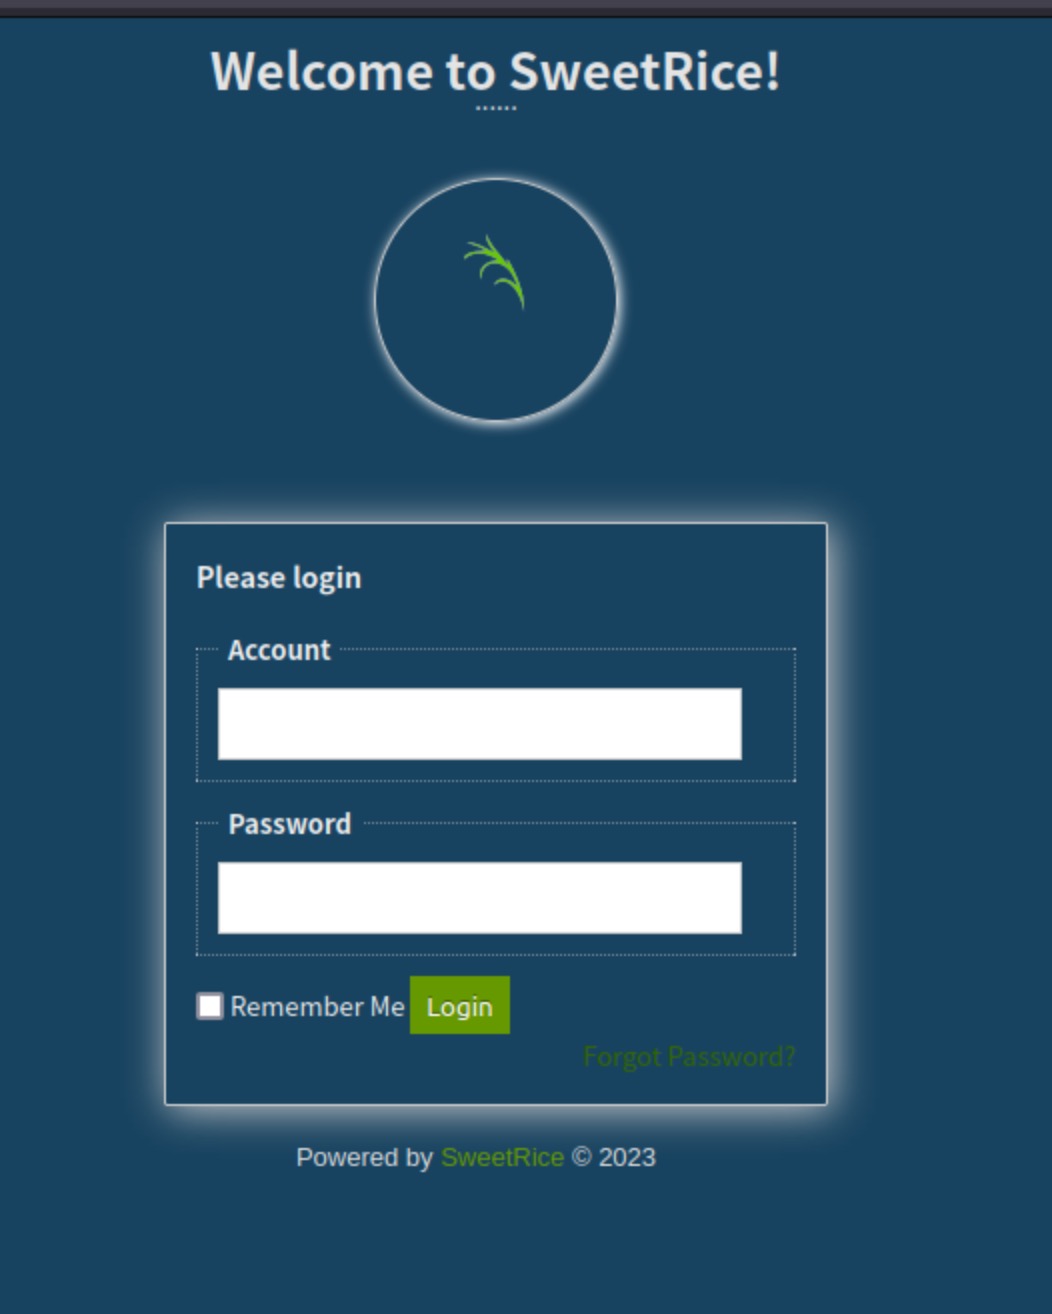 Welcome to SweetRice!
......
Please login
Account
Password
Remember Me Login
Forgot Password?
Powered by SweetRice © 2023